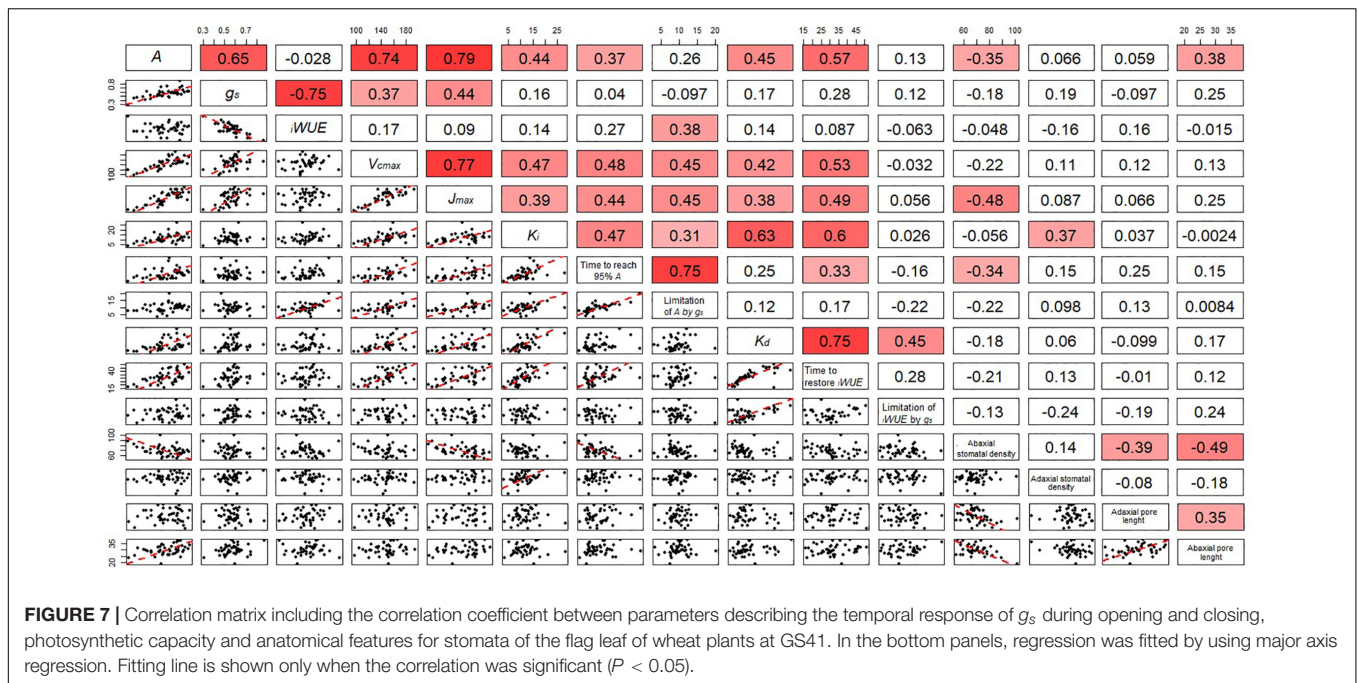 0.3 0.5 0.7 100 140 180 5 15 25 5 10 15 20 15 25 35 45 60 80 100 20 25 30 35
A 0.65 -0.028 0.74 0.79 0.44 0.37 0.26 0.45 0.57 0.13 -0.35 0.066 0.059 0.38
0.3 0.8 gs -0.75 0.37 0.44 0.16 0.04 -0.097 0.17 0.28 0.12 -0.18 0.19 -0.097 0.25
iWUE 0.17 0.09 0.14 0.27 0.38 0.14 0.087 -0.063 -0.048 -0.16 0.16 -0.015
100 Vcmax 0.77 0.47 0.48 0.45 0.42 0.53 -0.032 -0.22 0.11 0.12 0.13
Jmax 0.39 0.44 0.45 0.38 0.49 0.056 -0.48 0.087 0.066 0.25
5 20 Ki 0.47 0.31 0.63 0.6 0.026 -0.056 0.37 0.037 -0.0024
Time to reach 95% A 0.75 0.25 0.33 -0.16 -0.34 0.15 0.25 0.15
5 15 Limitation of A by gs 0.12 0.17 -0.22 -0.22 0.098 0.13 0.0084
Kd 0.75 0.45 -0.18 0.06 -0.099 0.17
15 40 Time to restore iWUE 0.28 -0.21 0.13 -0.01 0.12
Limitation of iWUE by gs -0.13 -0.24 -0.19 0.24
60 100 Abaxial stomatal density 0.14 -0.39 -0.49
Adaxial stomatal density -0.08 -0.18
Adaxial pore lenght 0.35
20 35 Abaxial pore lenght
FIGURE 7 | Correlation matrix including the correlation coefficient between parameters describing the temporal response of gs during opening and closing,
photosynthetic capacity and anatomical features for stomata of the flag leaf of wheat plants at GS41. In the bottom panels, regression was fitted by using major axis
regression. Fitting line is shown only when the correlation was significant (P < 0.05).